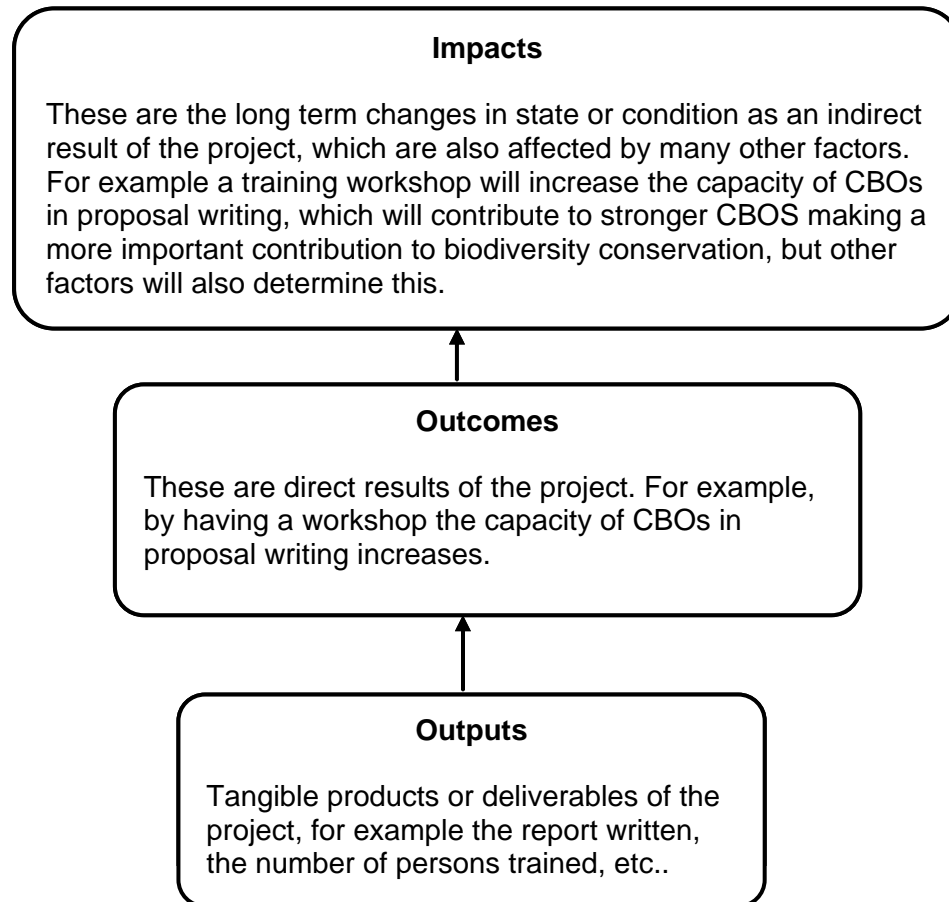 Impacts
These are the long term changes in state or condition as an indirect
result of the project, which are also affected by many other factors.
For example a training workshop will increase the capacity of CBOs
in proposal writing, which will contribute to stronger CBOS making a
more important contribution to biodiversity conservation, but other
factors will also determine this.
Outcomes
These are direct results of the project. For example,
by having a workshop the capacity of CBOs in
proposal writing increases.
Outputs
Tangible products or deliverables of the
project, for example the report written,
the number of persons trained, etc..